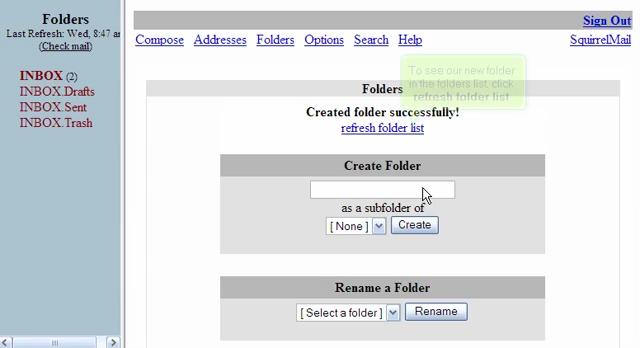 Folders
Last Refresh: Wed, 8:47 a
(Check mail)
INBOX (2)
INBOX.Drafts
INBOX.Sent
INBOX.Trash
Sign Out
Compose Addresses Folders Options Search Help SquirrelMail
Folders
To see our new folder
in the folders list, click
refresh folder list
Created folder successfully!
refresh folder list
Create Folder
as a subfolder of
[ None ] Create
Rename a Folder
[ Select a folder ] Rename